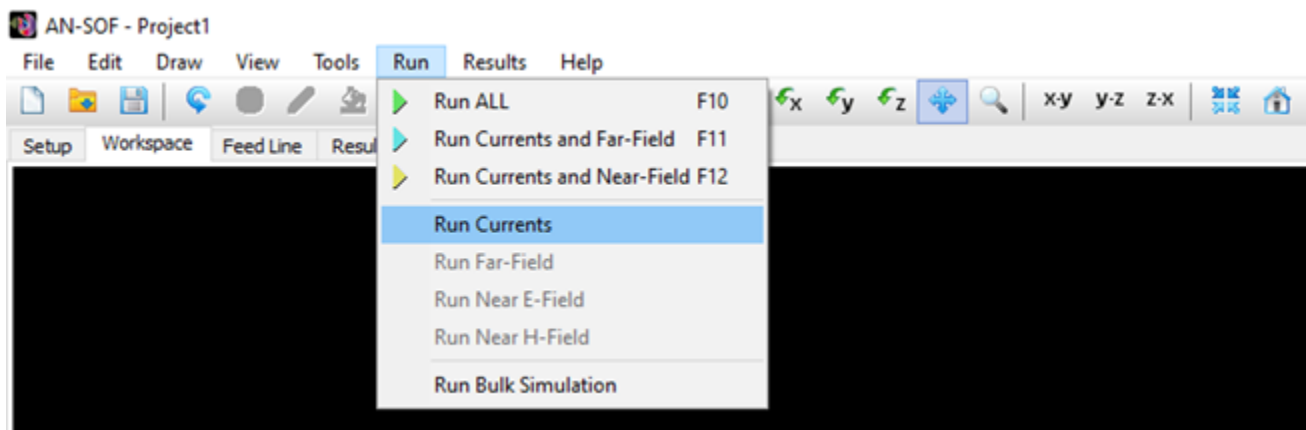 AN-SOF - Project1
File Edit Draw View Tools Run Results Help
x y z x-y y-z z-x
Setup Workspace Feed Line
Run ALL F10
Run Currents and Far-Field F11
Run Currents and Near-Field F12
Run Currents
Run Far-Field
Run Near E-Field
Run Near H-Field
Run Bulk Simulation